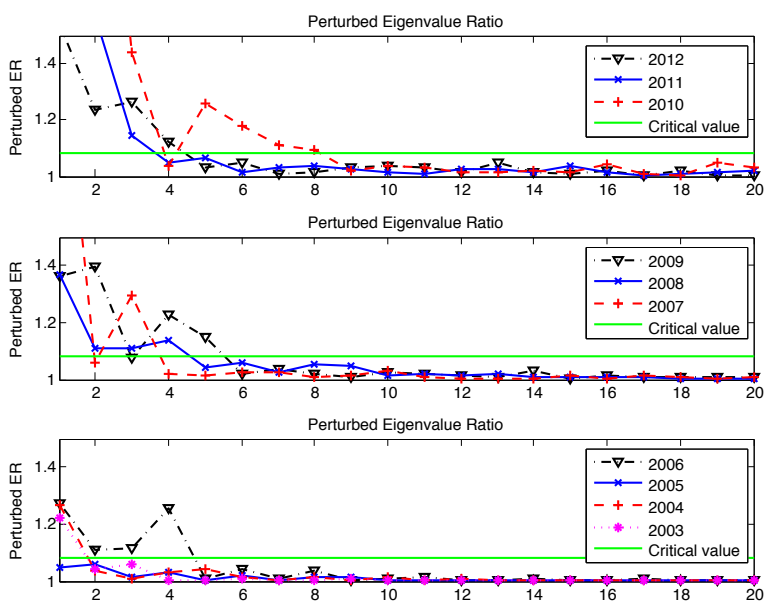 Perturbed Eigenvalue Ratio
Perturbed ER
1.4
1.2
1
2 4 6 8 10 12 14 16 18 20
2012
2011
2010
Critical value
Perturbed Eigenvalue Ratio
Perturbed ER
1.4
1.2
1
2 4 6 8 10 12 14 16 18 20
2009
2008
2007
Critical value
Perturbed Eigenvalue Ratio
Perturbed ER
1.4
1.2
1
2 4 6 8 10 12 14 16 18 20
2006
2005
2004
2003
Critical value